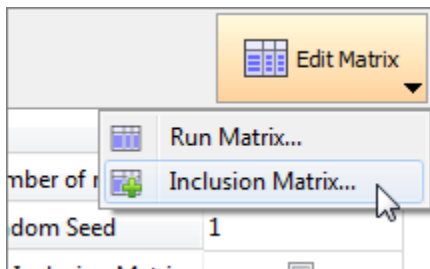 Edit Matrix
Run Matrix...
Inclusion Matrix...
mber of
dom Seed 1